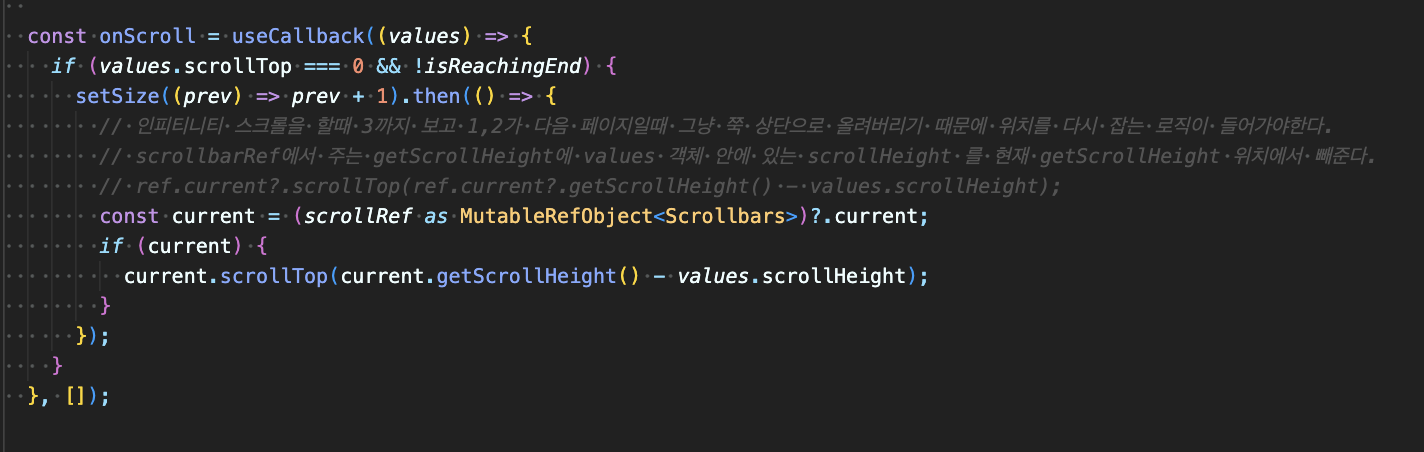 const onScroll = useCallback((values) => {
if (values.scrollTop === 0 && !isReachingEnd) {
setSize((prev) => prev + 1).then(() => {
// 인피티니티 스크롤을 할때 3까지 보고 1,2가 다음 페이지일때 그냥 쭉 상단으로 올려버리기 때문에 위치를 다시 잡는 로직이 들어가야한다.
// scrollbarRef에서 주는 getScrollHeight에 values 객체 안에 있는 scrollHeight 를 현재 getScrollHeight 위치에서 빼준다.
// ref.current?.scrollTop(ref.current?.getScrollHeight() - values.scrollHeight);
const current = (scrollRef as MutableRefObject<Scrollbars>)?.current;
if (current) {
current.scrollTop(current.getScrollHeight() - values.scrollHeight);
}
});
}
}, []);